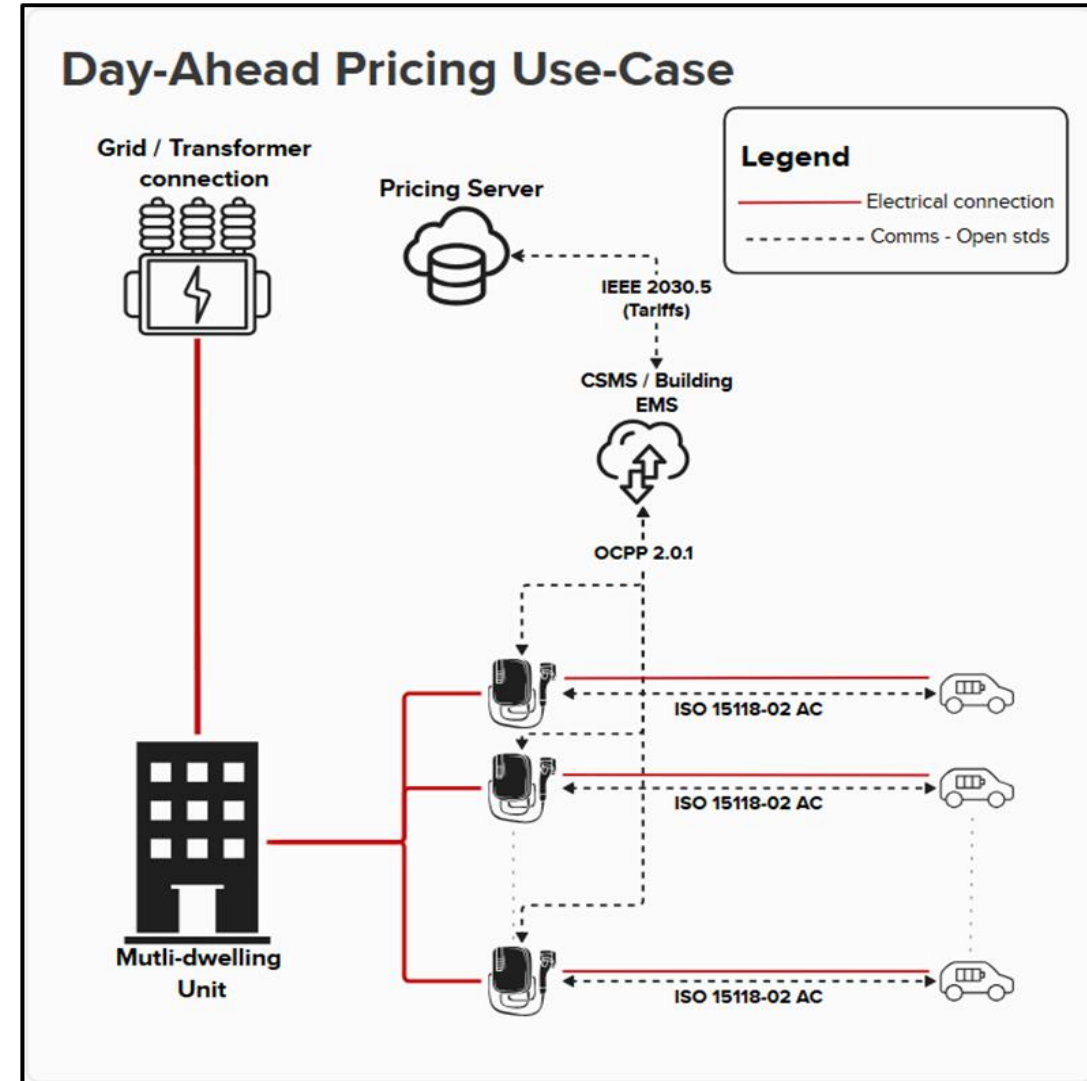 Day-Ahead Pricing Use-Case
Grid / Transformer
connection
Pricing Server
Legend
Electrical connection
Comms - Open stds
IEEE 2030.5
(Tariffs)
CSMS / Building
EMS
OCPP 2.0.1
ISO 15118-02 AC
ISO 15118-02 AC
ISO 15118-02 AC
Mutli-dwelling
Unit